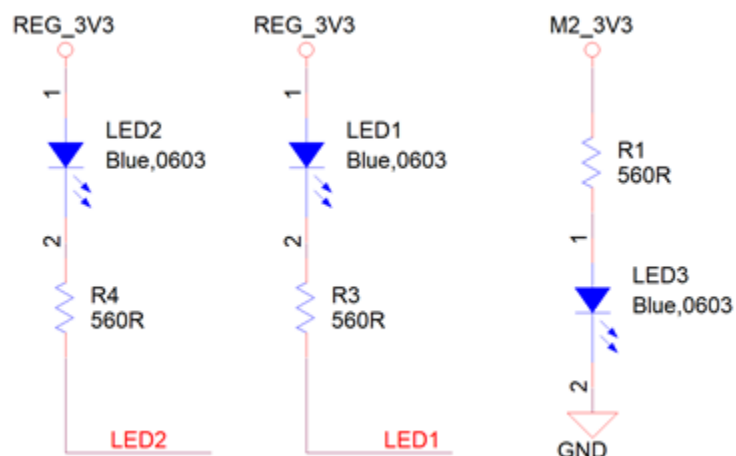 REG_3V3
1
LED2
Blue,0603
2
R4
560R
LED2
REG_3V3
1
LED1
Blue,0603
2
R3
560R
LED1
M2_3V3
R1
560R
1
LED3
Blue,0603
2
GND